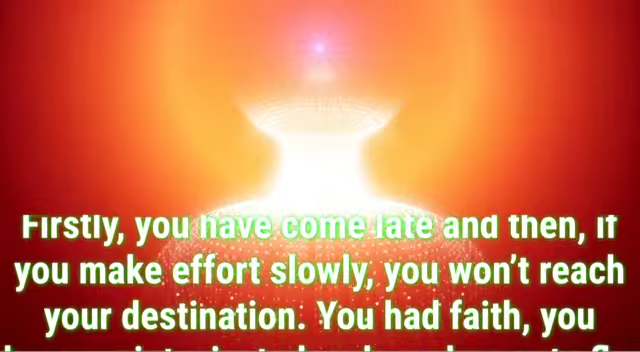 Firstly, you have come late and then, if
you make effort slowly, you won't reach
your destination. You had faith, you